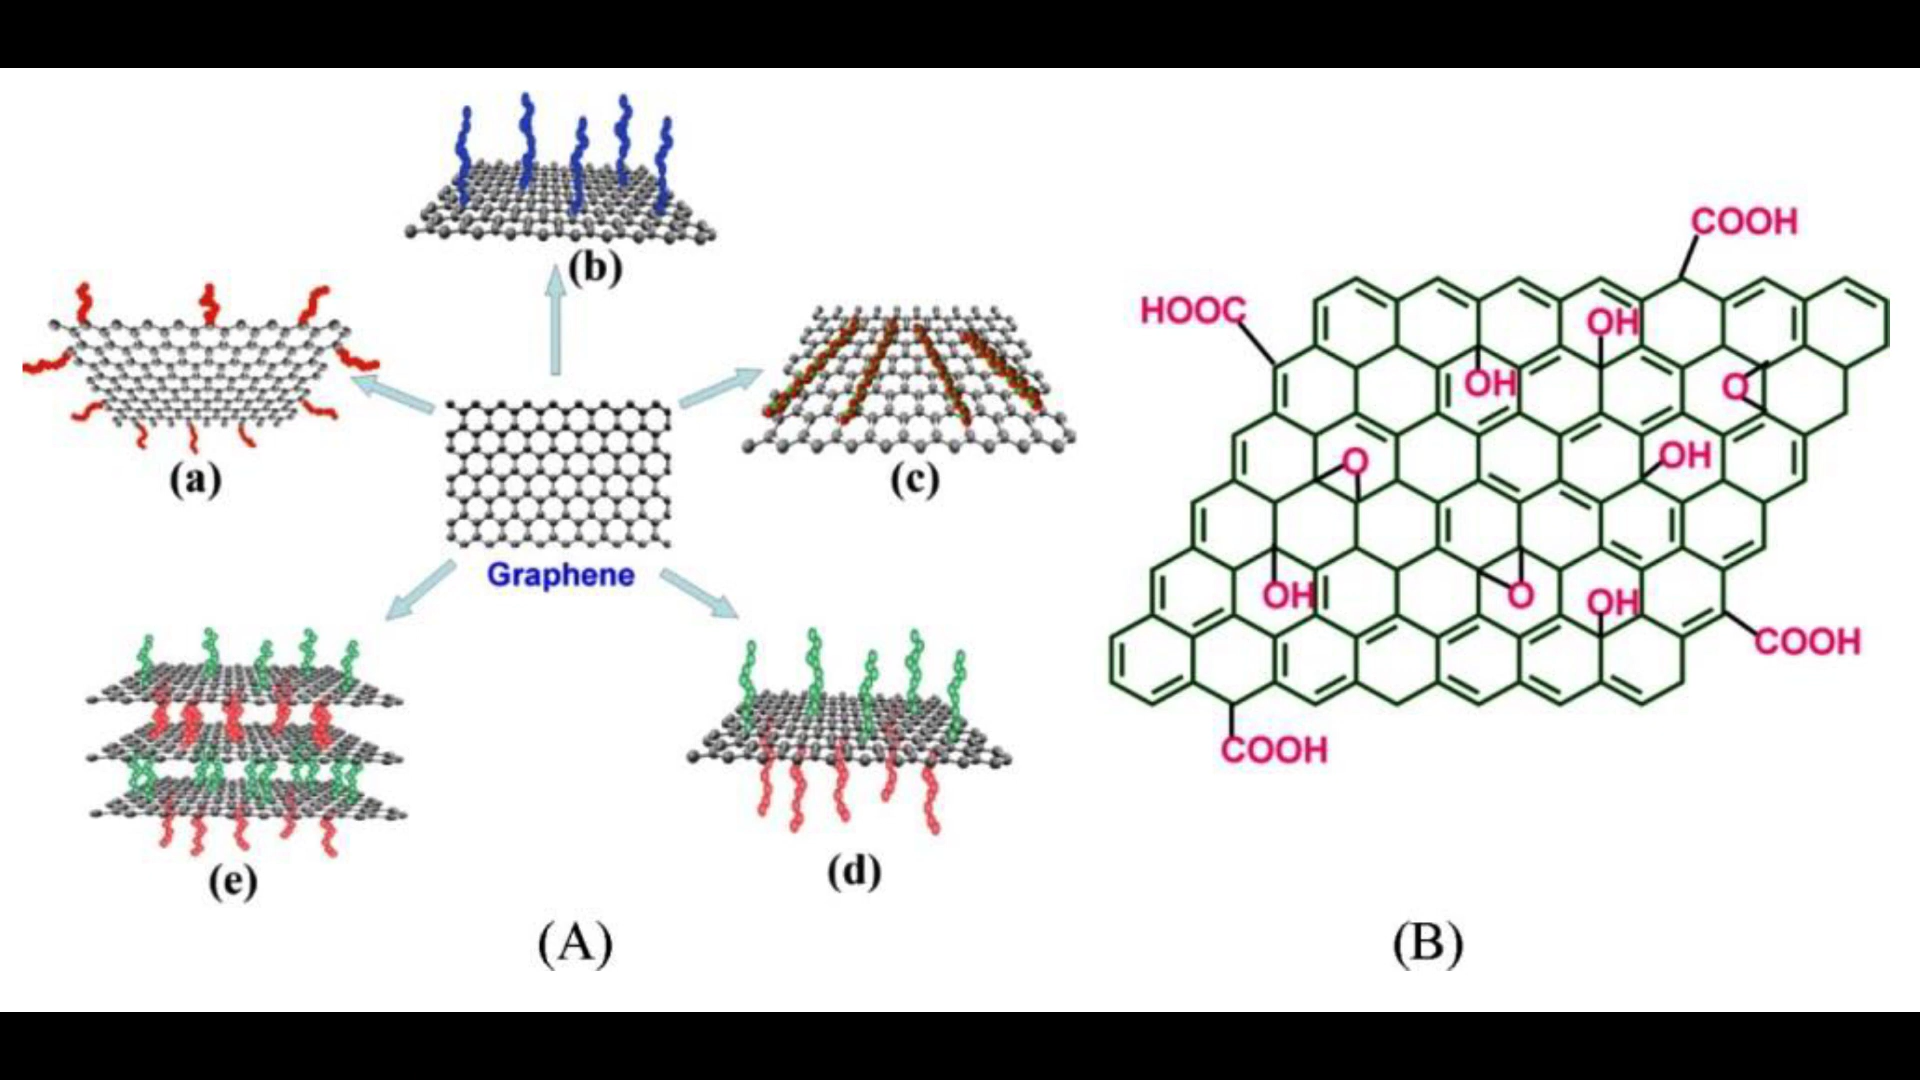 (b)
(a)
(c)
Graphene
(e)
(d)
(A)
COOH
HOOC
OH
OH
O
O
OH
OH
O
OH
COOH
COOH
(B)